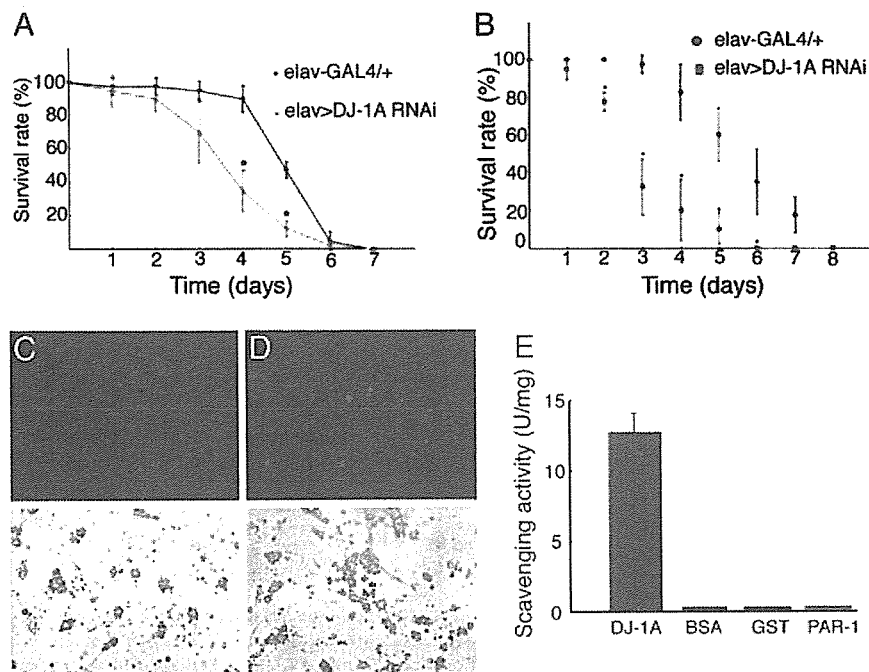 A
Survival rate (%)
100
80
60
40
20
elav-GAL4/+
elav>DJ-1A RNAi
1 2 3 4 5 6 7
Time (days)
B
Survival rate (%)
100
80
60
40
20
0
elav-GAL4/+
elav>DJ-1A RNAi
1 2 3 4 5 6 7 8
Time (days)
C
D
E
Scavenging activity (U/mg)
15
10
5
0
DJ-1A BSA GST PAR-1